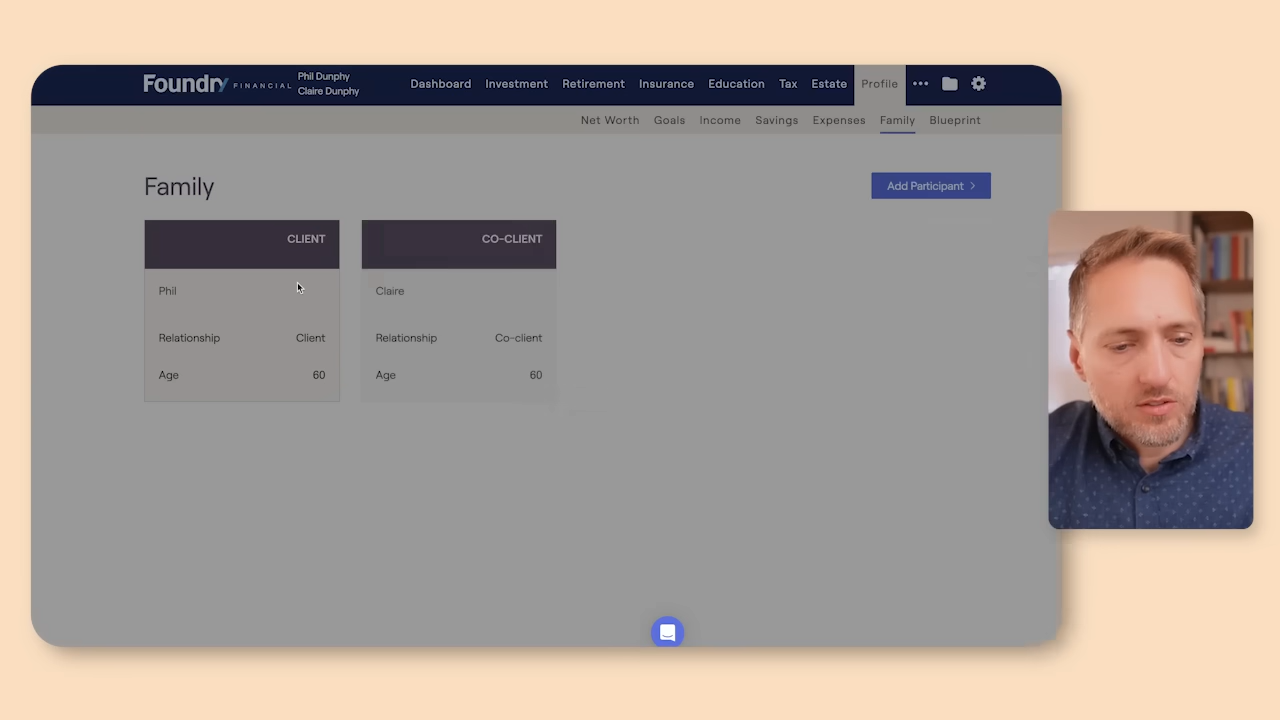 Foundry FINANCIAL
Phil Dunphy
Claire Dunphy
Dashboard Investment Retirement Insurance Education Tax Estate Profile
Net Worth Goals Income Savings Expenses Family Blueprint
Family
Add Participant
CLIENT
Phil
Relationship Client
Age 60
CO-CLIENT
Claire
Relationship Co-client
Age 60